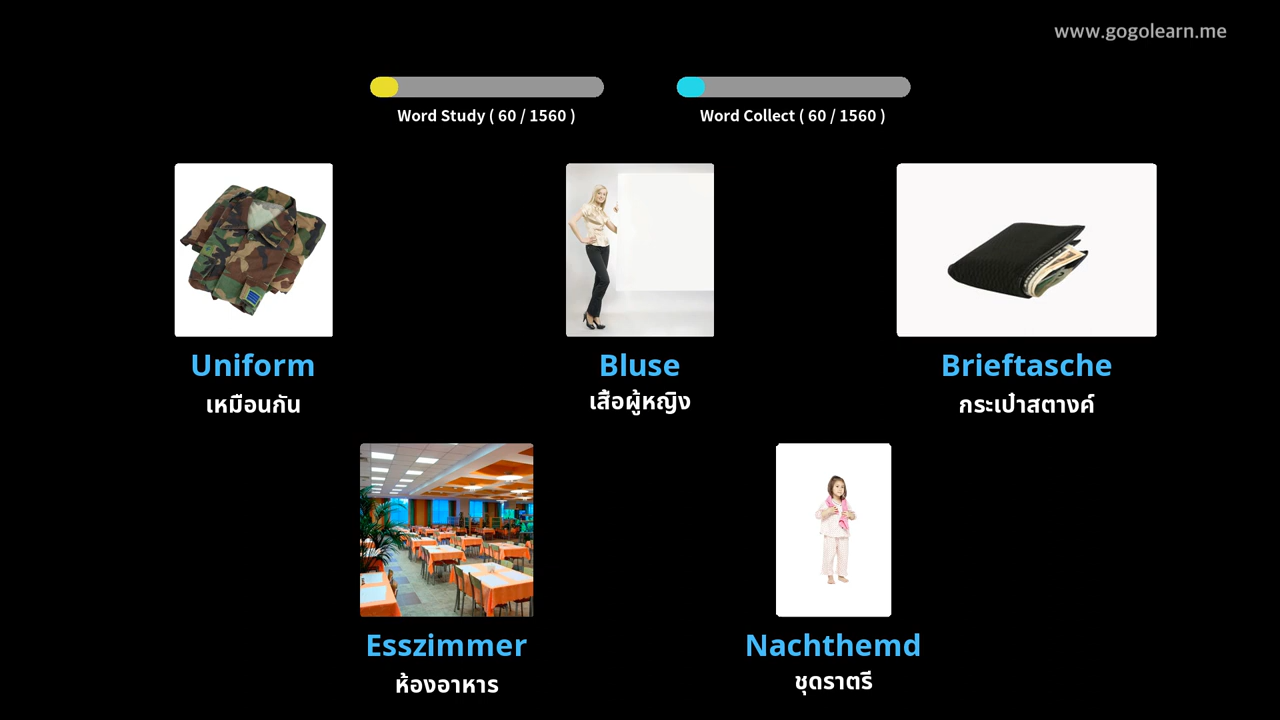 www.gogolearn.me
Word Study ( 60 / 1560 )
Word Collect ( 60 / 1560 )
Uniform
เหมือนกัน
Bluse
เสื้อผู้หญิง
Brieftasche
กระเป๋าสตางค์
Esszimmer
ห้องอาหาร
Nachthemd
ชุดราตรี